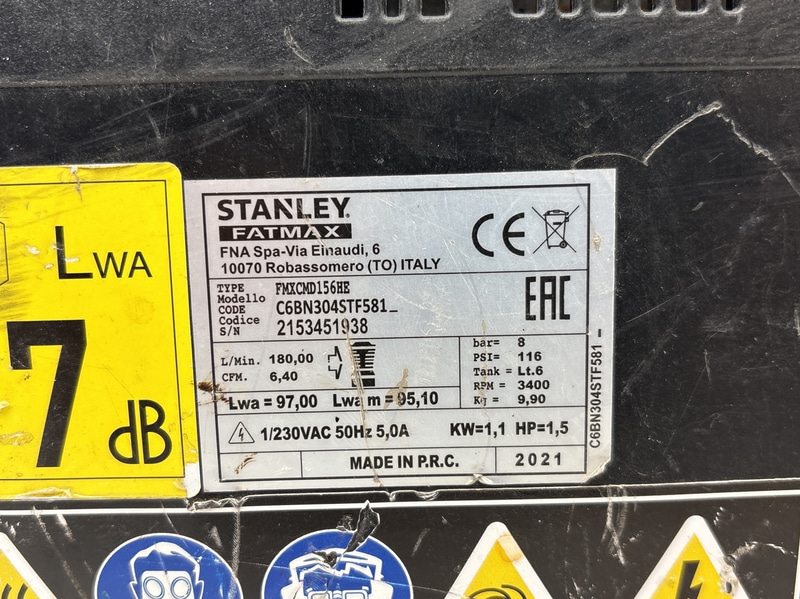 LWA
7 dB
STANLEY
FATMAX
FNA Spa-Via Einaudi, 6
10070 Robassomero (TO) ITALY
CE
EAC
TYPE FMXCMD156HE
Modello
CODE C6BN304STF581_
Codice
S/N 2153451938
L/Min. 180,00
CFM. 6,40
bar= 8
PSI= 116
Tank = Lt.6
RPM = 3400
Kg = 9,90
Lwa = 97,00 Lwa m = 95,10
1/230VAC 50Hz 5,0A KW=1,1 HP=1,5
MADE IN P.R.C. 2021
C6BN304STF581_